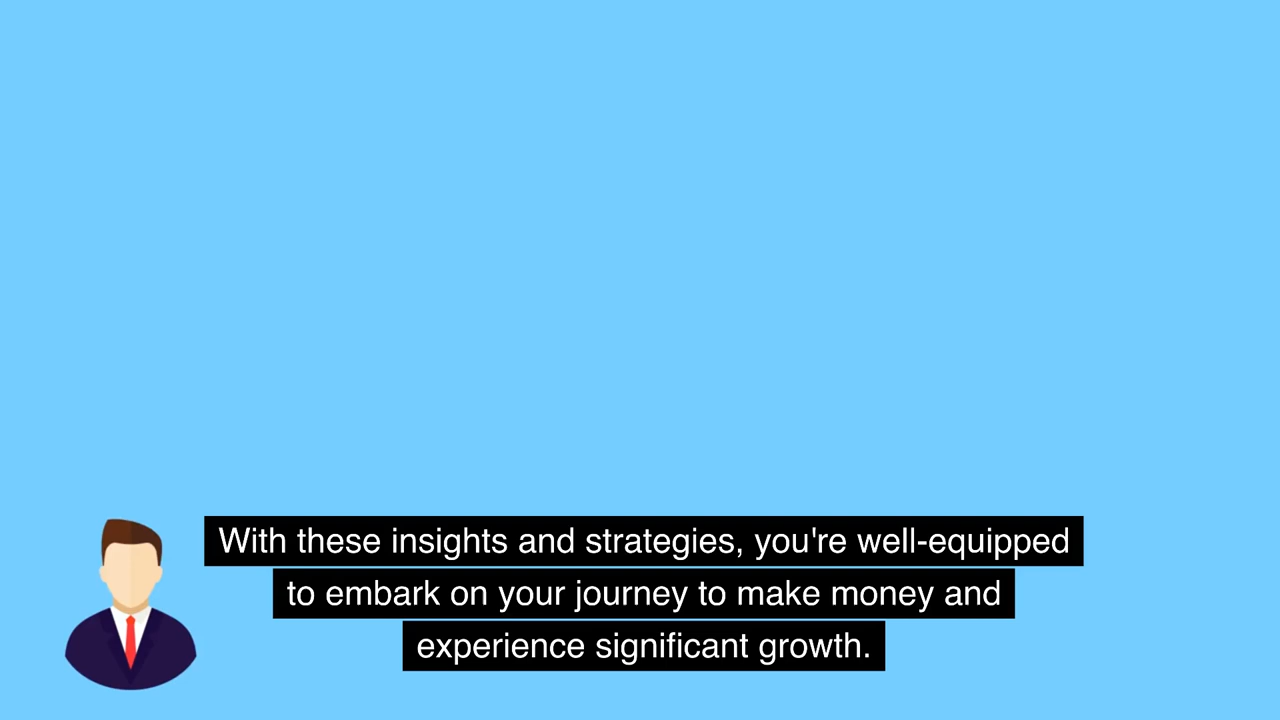 With these insights and strategies, you're well-equipped
to embark on your journey to make money and
experience significant growth.